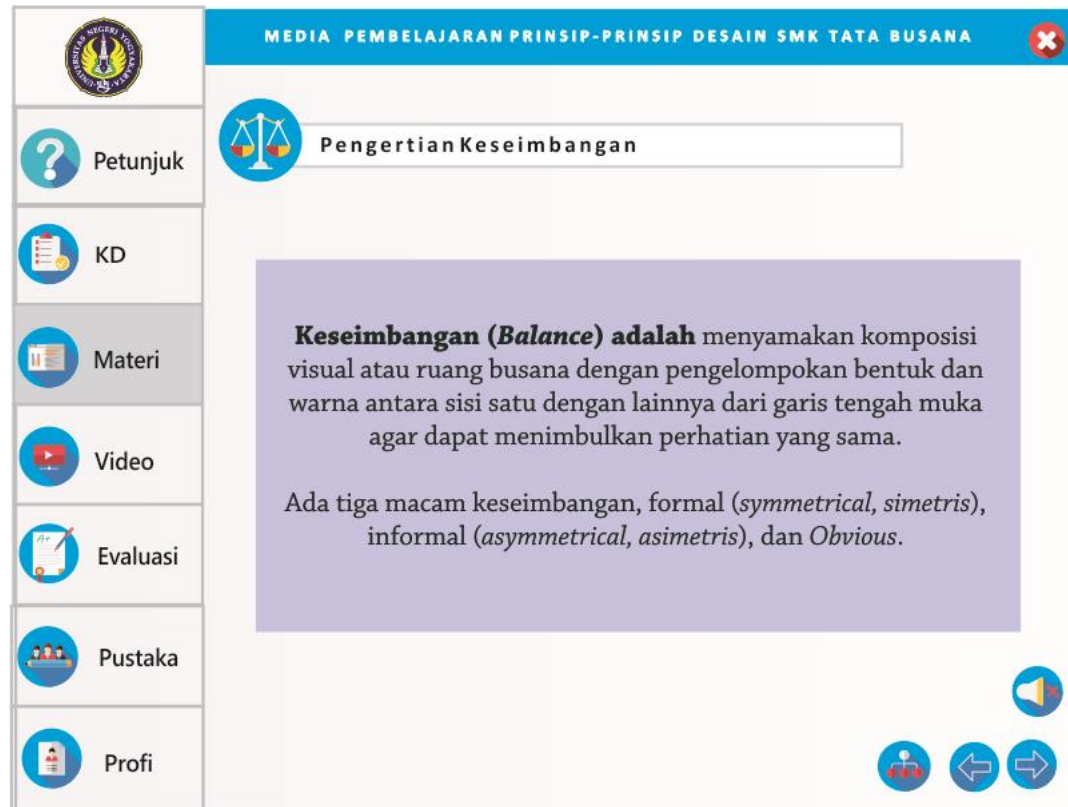 UNIVERSITAS NEGERI YOGYAKARTA
MEDIA PEMBELAJARAN PRINSIP-PRINSIP DESAIN SMK TATA BUSANA
Pengertian Keseimbangan
Petunjuk
KD
Materi
Video
Evaluasi
Pustaka
Profi
Keseimbangan (Balance) adalah menyamakan komposisi
visual atau ruang busana dengan pengelompokan bentuk dan
warna antara sisi satu dengan lainnya dari garis tengah muka
agar dapat menimbulkan perhatian yang sama.
Ada tiga macam keseimbangan, formal (symmetrical, simetris),
informal (asymmetrical, asimetris), dan Obvious.
A+